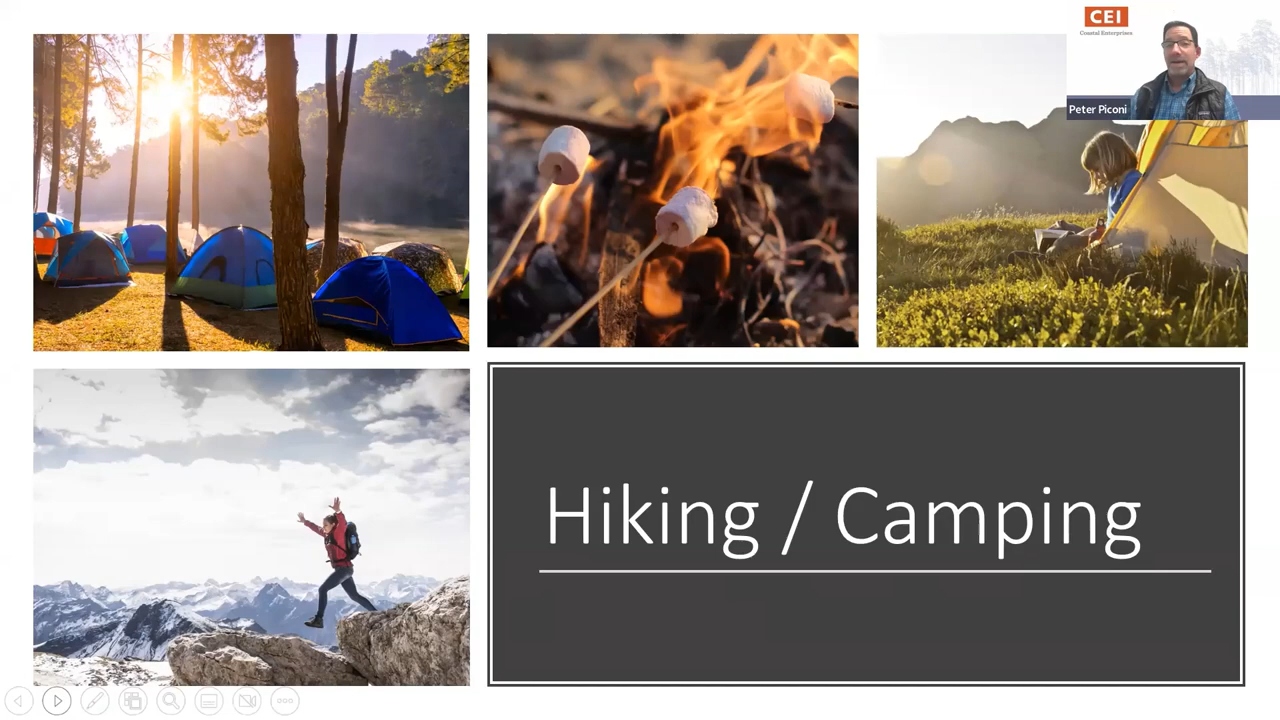 CEI
Coastal Enterprises
Peter Piconi
Hiking / Camping